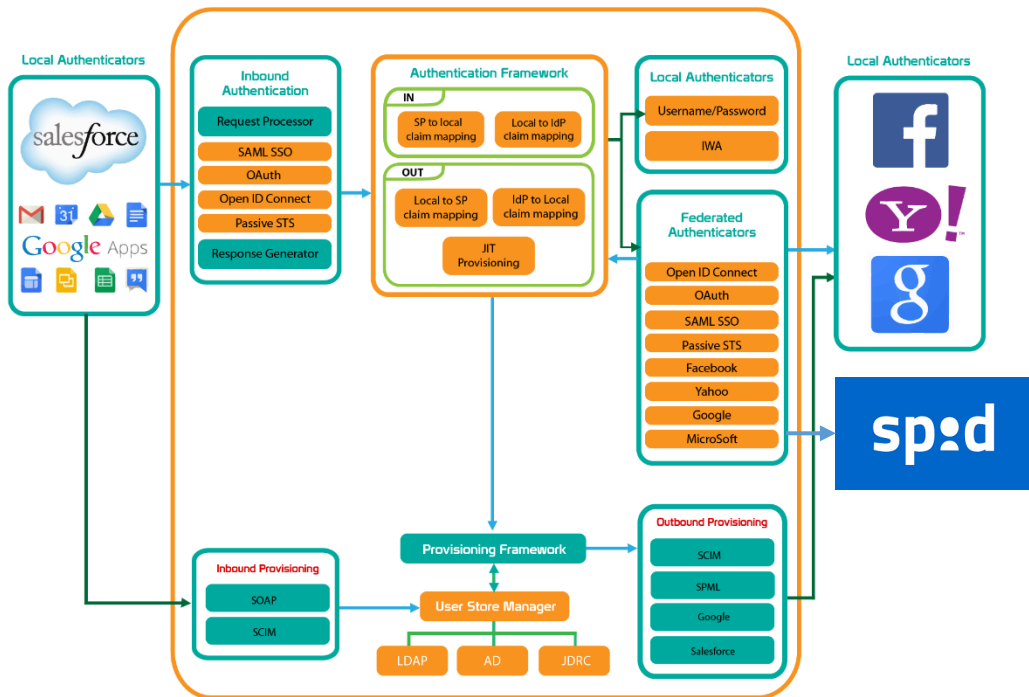 Local Authenticators
salesforce
31
Google Apps
Inbound
Authentication
Request Processor
SAML SSO
OAuth
Open ID Connect
Passive STS
Response Generator
Authentication Framework
IN
SP to local
claim mapping
Local to IdP
claim mapping
OUT
Local to SP
claim mapping
IdP to Local
claim mapping
JIT
Provisioning
Local Authenticators
Username/Password
IWA
Federated
Authenticators
Open ID Connect
OAuth
SAML SSO
Passive STS
Facebook
Yahoo
Google
MicroSoft
Local Authenticators
f
Y!
g
spid
Inbound Provisioning
SOAP
SCIM
Provisioning Framework
User Store Manager
LDAP
AD
JDRC
Outbound Provisioning
SCIM
SPML
Google
Salesforce